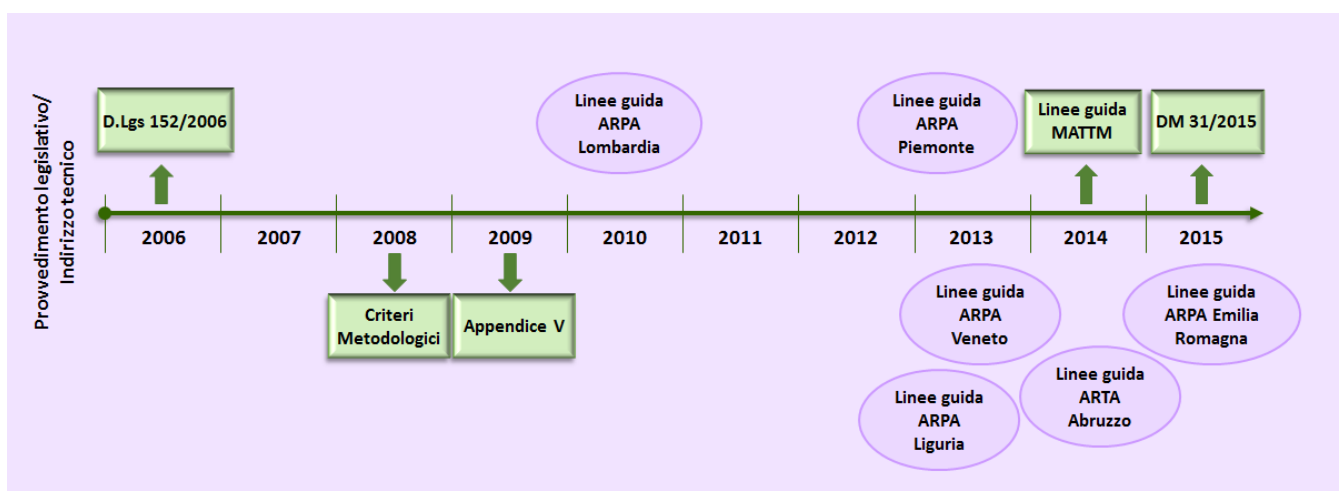 Provvedimento legislativo/
Indirizzo tecnico
D.Lgs 152/2006
Linee guida
ARPA
Lombardia
Linee guida
ARPA
Piemonte
Linee guida
MATTM
DM 31/2015
2006
2007
2008
2009
2010
2011
2012
2013
2014
2015
Criteri
Metodologici
Appendice V
Linee guida
ARPA
Veneto
Linee guida
ARPA Emilia
Romagna
Linee guida
ARPA
Liguria
Linee guida
ARTA
Abruzzo